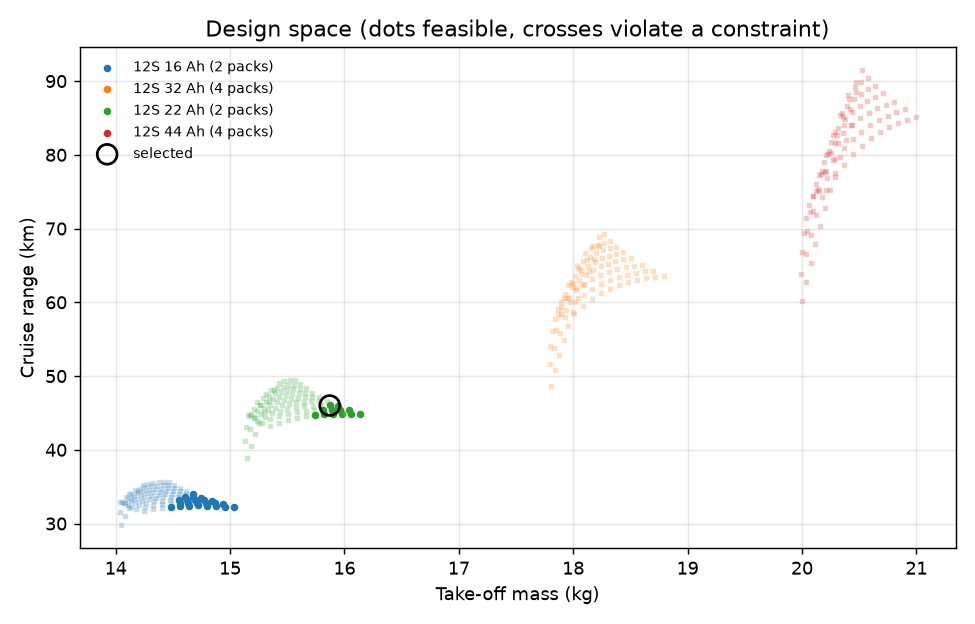 Design space (dots feasible, crosses violate a constraint)
12S 16 Ah (2 packs)
12S 32 Ah (4 packs)
12S 22 Ah (2 packs)
12S 44 Ah (4 packs)
selected
Cruise range (km)
90
80
70
60
50
40
30
14 15 16 17 18 19 20 21
Take-off mass (kg)